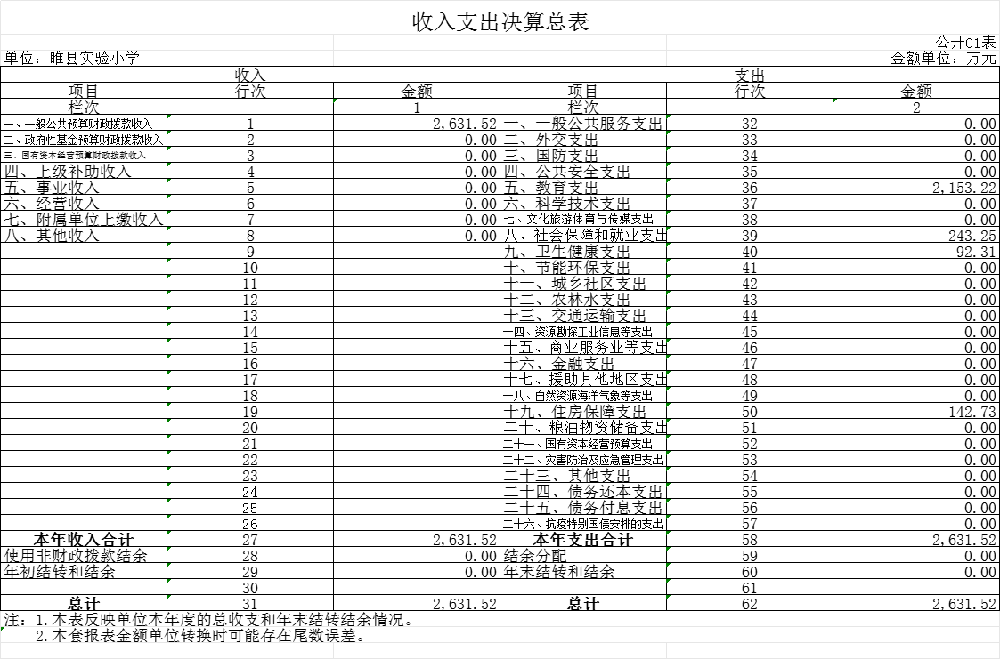 收入支出决算总表
公开01表
单位：睢县实验小学 金额单位：万元
收入 支出
项目 行次 金额 项目 行次 金额
栏次 1 栏次 2
一、一般公共预算财政拨款收入 1 2,631.52 一、一般公共服务支出 32 0.00
二、政府性基金预算财政拨款收入 2 0.00 二、外交支出 33 0.00
三、国有资本经营预算财政拨款收入 3 0.00 三、国防支出 34 0.00
四、上级补助收入 4 0.00 四、公共安全支出 35 0.00
五、事业收入 5 0.00 五、教育支出 36 2,153.22
六、经营收入 6 0.00 六、科学技术支出 37 0.00
七、附属单位上缴收入 7 0.00 七、文化旅游体育与传媒支出 38 0.00
八、其他收入 8 0.00 八、社会保障和就业支出 39 243.25
9 九、卫生健康支出 40 92.31
10 十、节能环保支出 41 0.00
11 十一、城乡社区支出 42 0.00
12 十二、农林水支出 43 0.00
13 十三、交通运输支出 44 0.00
14 十四、资源勘探工业信息等支出 45 0.00
15 十五、商业服务业等支出 46 0.00
16 十六、金融支出 47 0.00
17 十七、援助其他地区支出 48 0.00
18 十八、自然资源海洋气象等支出 49 0.00
19 十九、住房保障支出 50 142.73
20 二十、粮油物资储备支出 51 0.00
21 二十一、国有资本经营预算支出 52 0.00
22 二十二、灾害防治及应急管理支出 53 0.00
23 二十三、其他支出 54 0.00
24 二十四、债务还本支出 55 0.00
25 二十五、债务付息支出 56 0.00
26 二十六、抗疫特别国债安排的支出 57 0.00
本年收入合计 27 2,631.52 本年支出合计 58 2,631.52
使用非财政拨款结余 28 0.00 结余分配 59 0.00
年初结转和结余 29 0.00 年末结转和结余 60 0.00
30 61
总计 31 2,631.52 总计 62 2,631.52
注：1.本表反映单位本年度的总收支和年末结转结余情况。
2.本套报表金额单位转换时可能存在尾数误差。